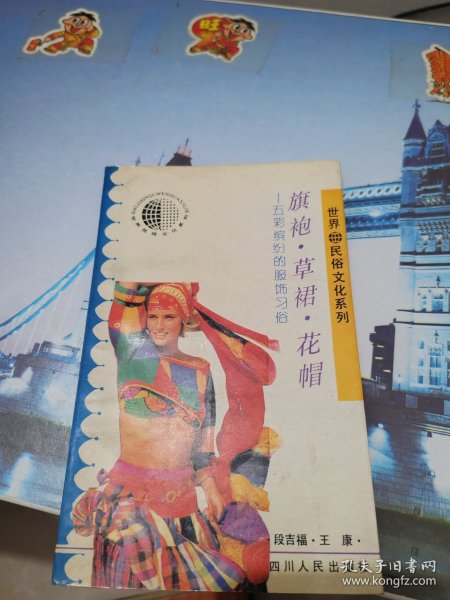 世界民俗文化系列
旗袍·草裙·花帽
—五彩缤纷的服饰习俗
·段吉福·王 康·
四川人民出版社
旺
孔夫子旧书网
www.kongfz.com